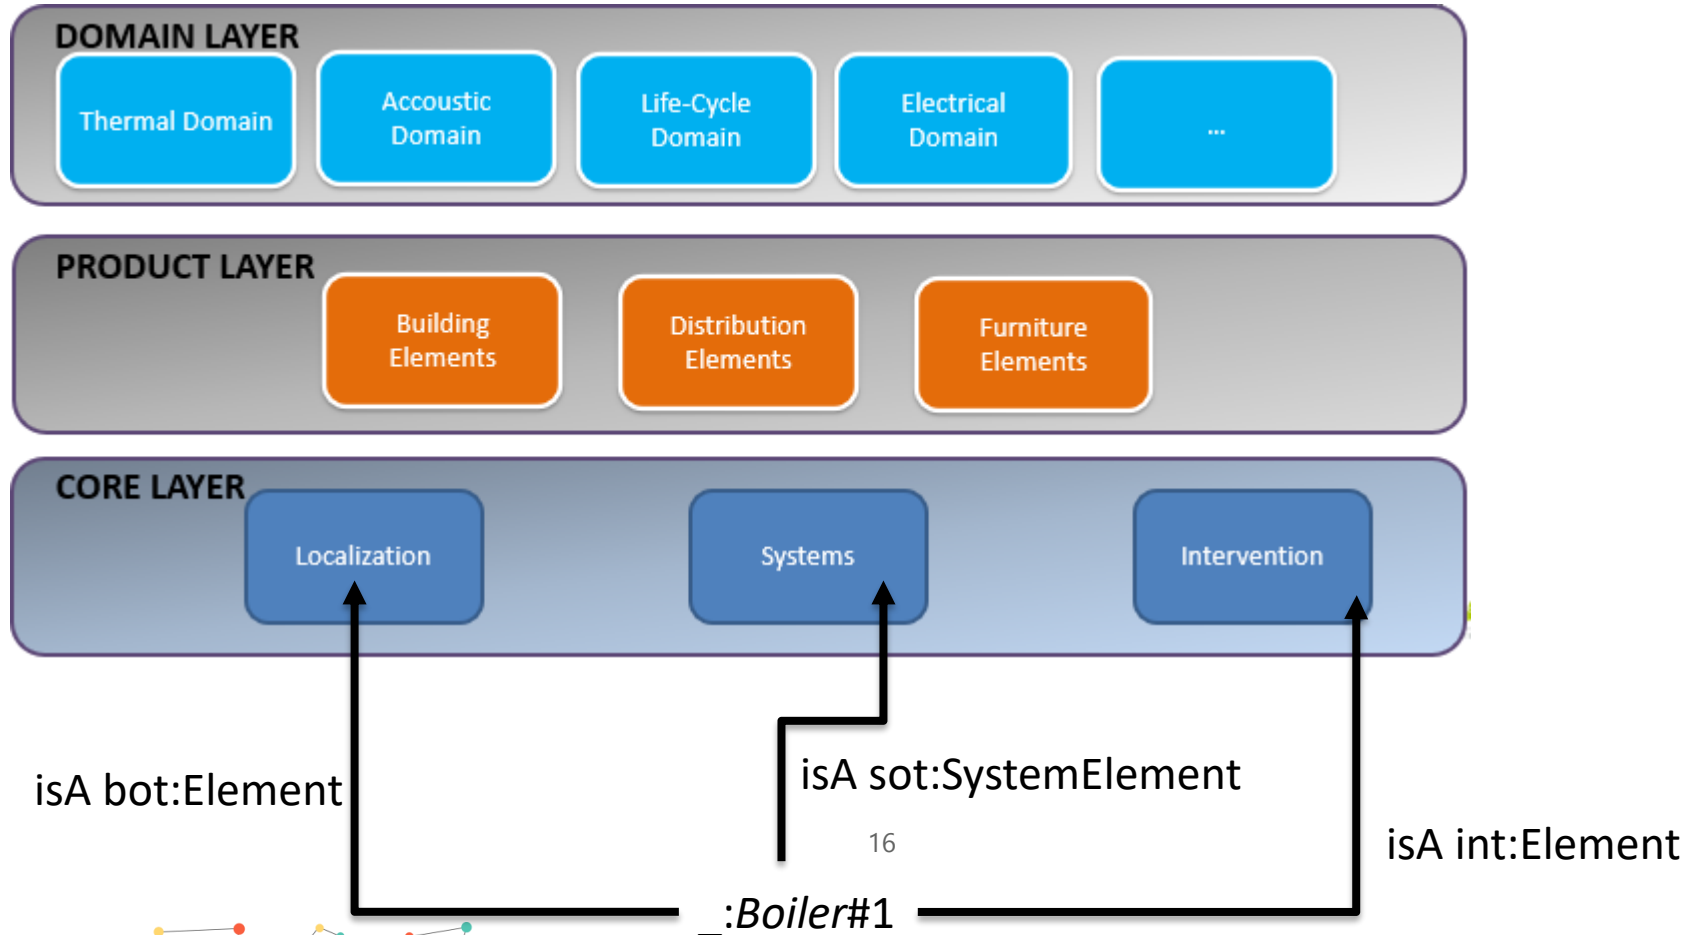 DOMAIN LAYER
Thermal Domain
Accoustic
Domain
Life-Cycle
Domain
Electrical
Domain
...
PRODUCT LAYER
Building
Elements
Distribution
Elements
Furniture
Elements
CORE LAYER
Localization
Systems
Intervention
isA bot:Element
isA sot:SystemElement
isA int:Element
16
_:Boiler#1